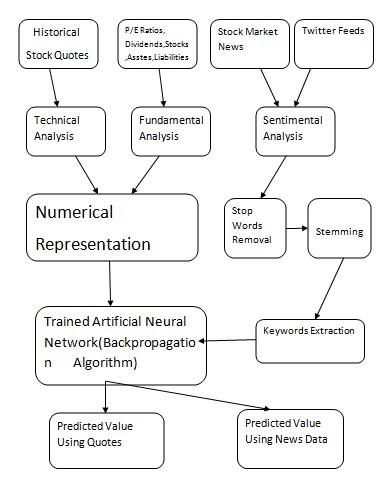 Historical
Stock Quotes
P/E Ratios,
Dividends,Stocks
,Asstes,Liabilities
Stock Market
News
Twitter Feeds
Technical
Analysis
Fundamental
Analysis
Sentimental
Analysis
Numerical
Representation
Stop
Words
Removal
Stemming
Trained Artificial Neural
Network(Backpropagatio
n Algorithm)
Keywords Extraction
Predicted Value
Using Quotes
Predicted Value
Using News Data